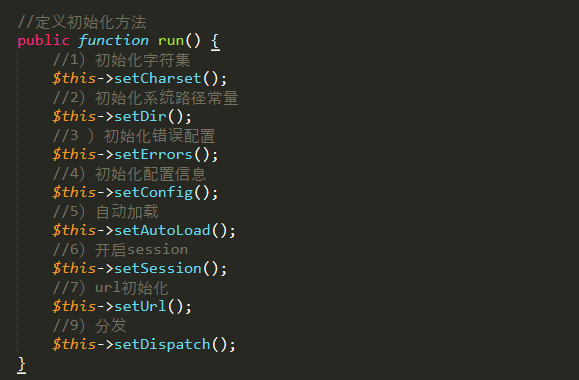 //定义初始化方法
public function run() {
//1）初始化字符集
$this->setCharset();
//2）初始化系统路径常量
$this->setDir();
//3 ）初始化错误配置
$this->setErrors();
//4）初始化配置信息
$this->setConfig();
//5）自动加载
$this->setAutoLoad();
//6）开启session
$this->setSession();
//7）url初始化
$this->setUrl();
//9）分发
$this->setDispatch();
}